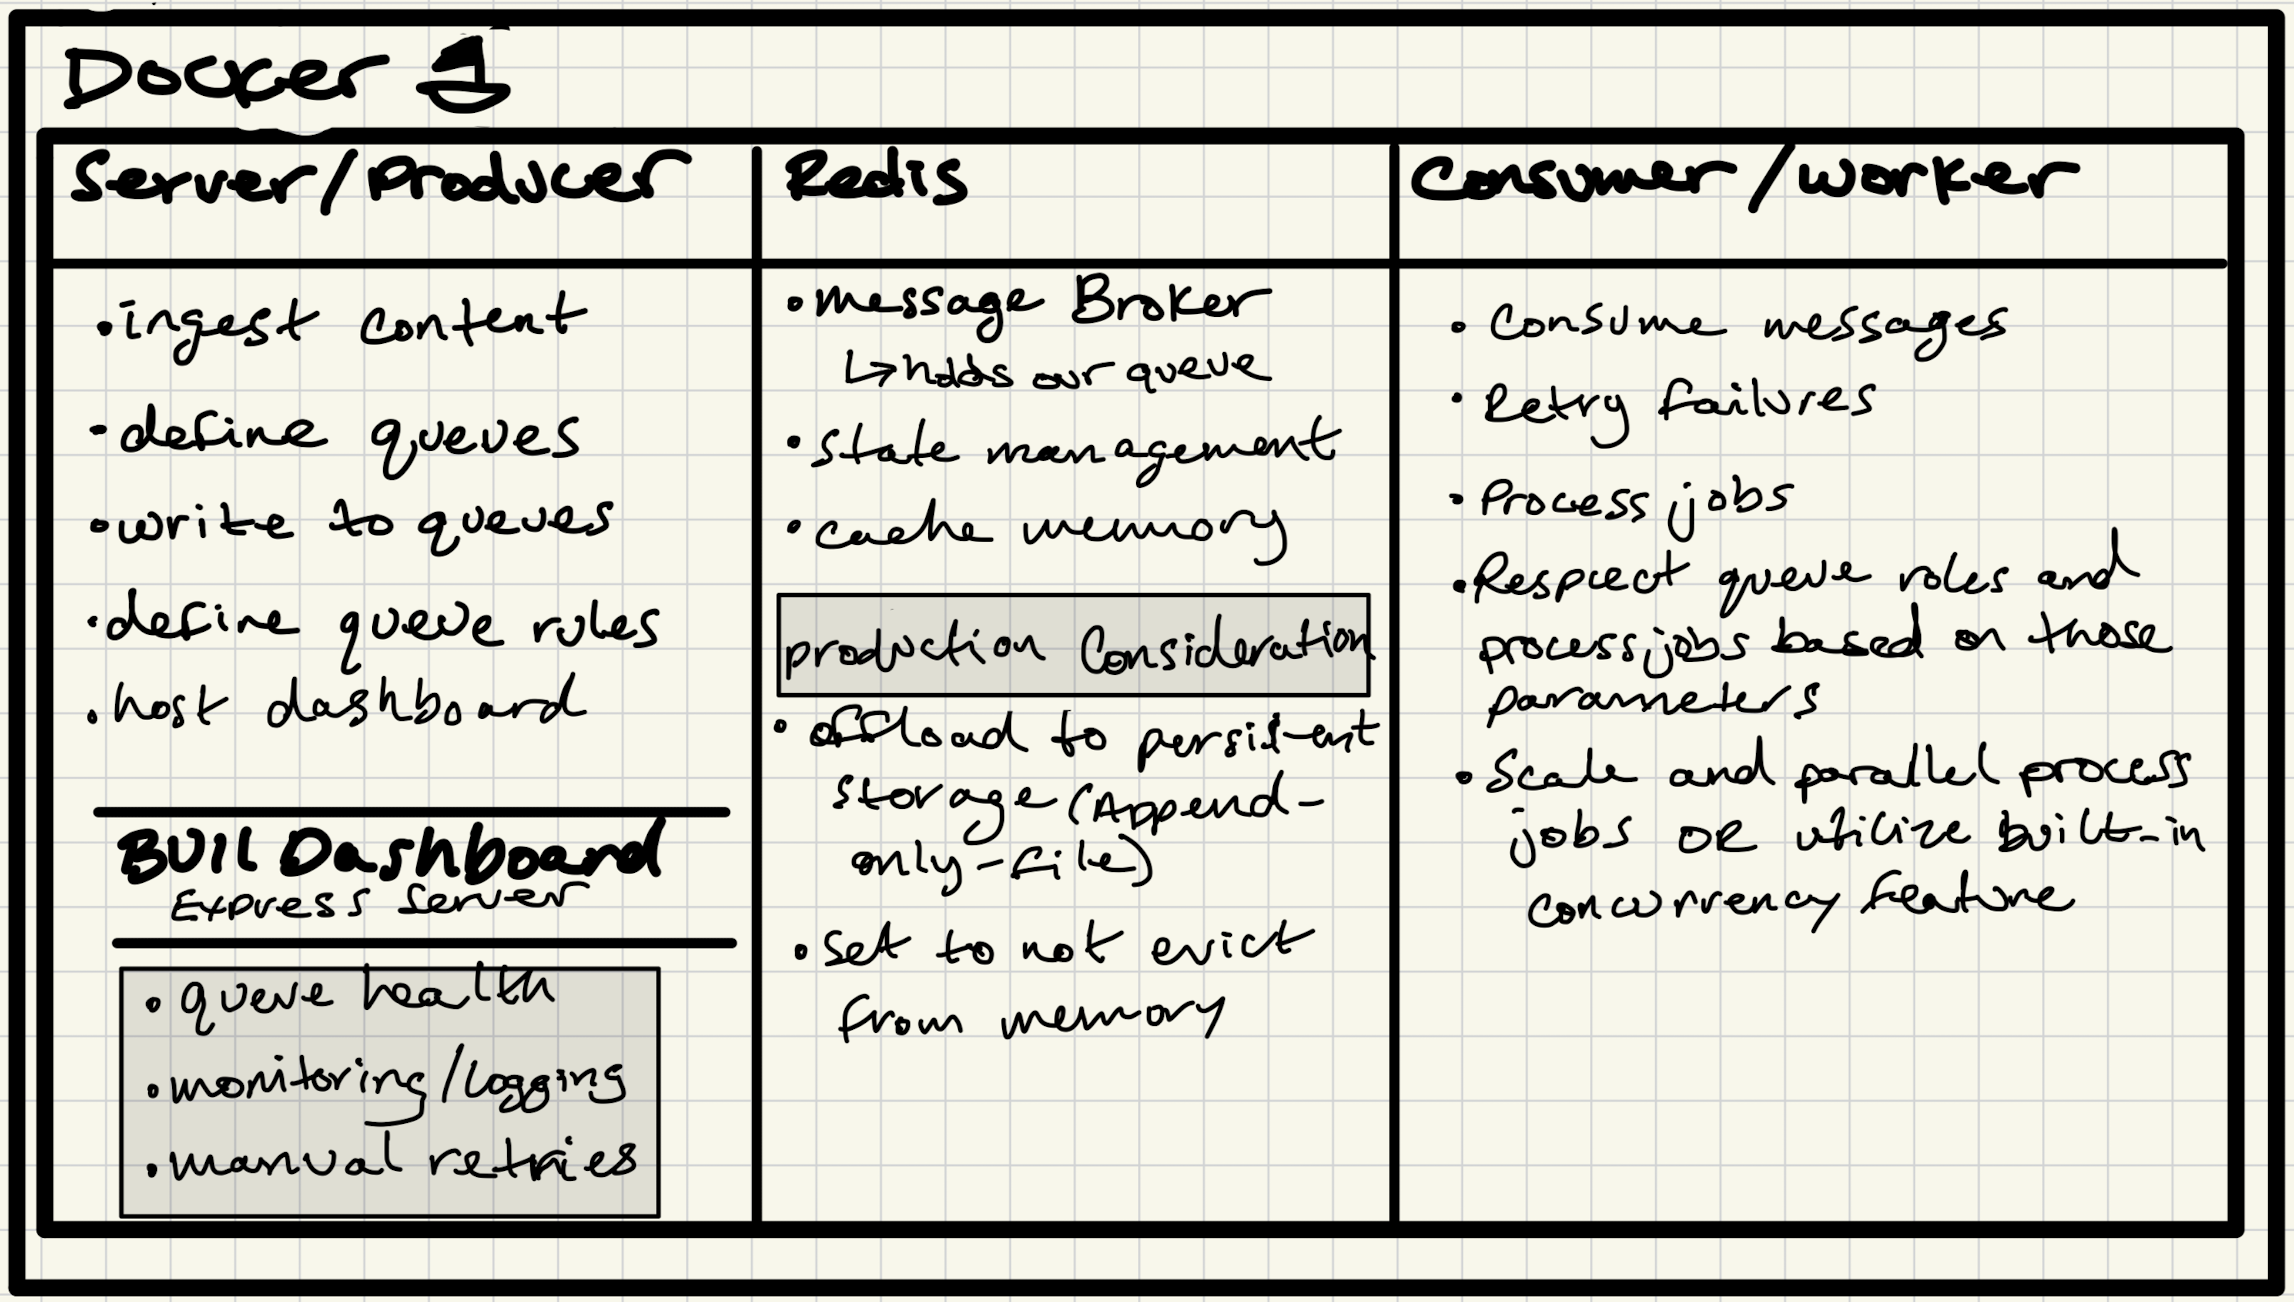 Docker
Server/Producer
• ingest content
• define queues
• write to queues
• define queue rules
• host dashboard
BUll Dashboard
Express Server
• queue health
• monitoring/logging
• manual retries
Redis
• message Broker
↳ holds our queue
• state management
• cache memory
production Consideration
• offload to persistent
storage (Append-
only-file)
• set to not evict
from memory
Consumer/worker
• Consume messages
• Retry failures
• Process jobs
• Respect queue roles and
process jobs based on those
parameters
• Scale and parallel process
jobs OR utilize built-in
concurrency feature